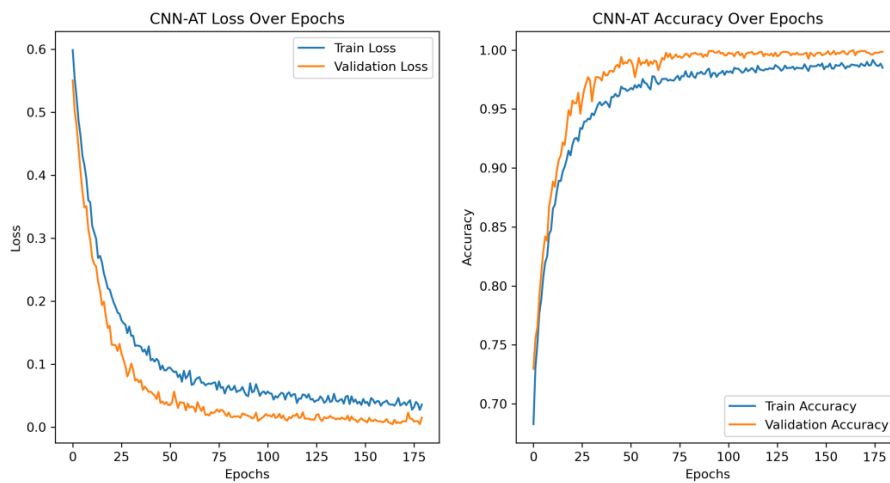 CNN-AT Loss Over Epochs
Train Loss
Validation Loss
0.6
0.5
0.4
0.3
0.2
0.1
0.0
Loss
0 25 50 75 100 125 150 175
Epochs
CNN-AT Accuracy Over Epochs
1.00
0.95
0.90
0.85
0.80
0.75
0.70
Accuracy
Train Accuracy
Validation Accuracy
0 25 50 75 100 125 150 175
Epochs